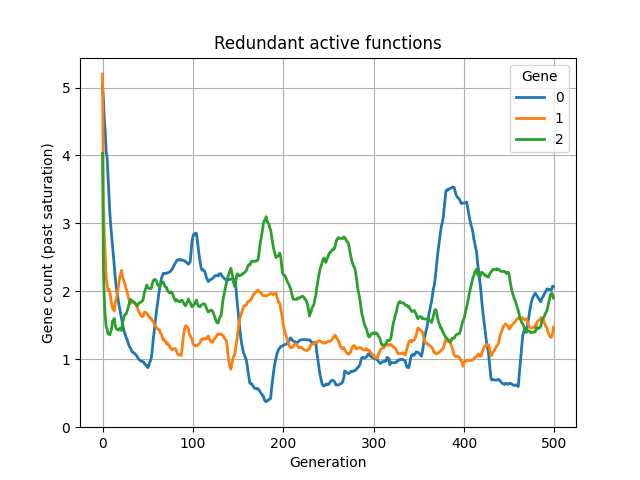 Redundant active functions
Gene
0
1
2
5
4
3
2
1
0
Gene count (past saturation)
0 100 200 300 400 500
Generation